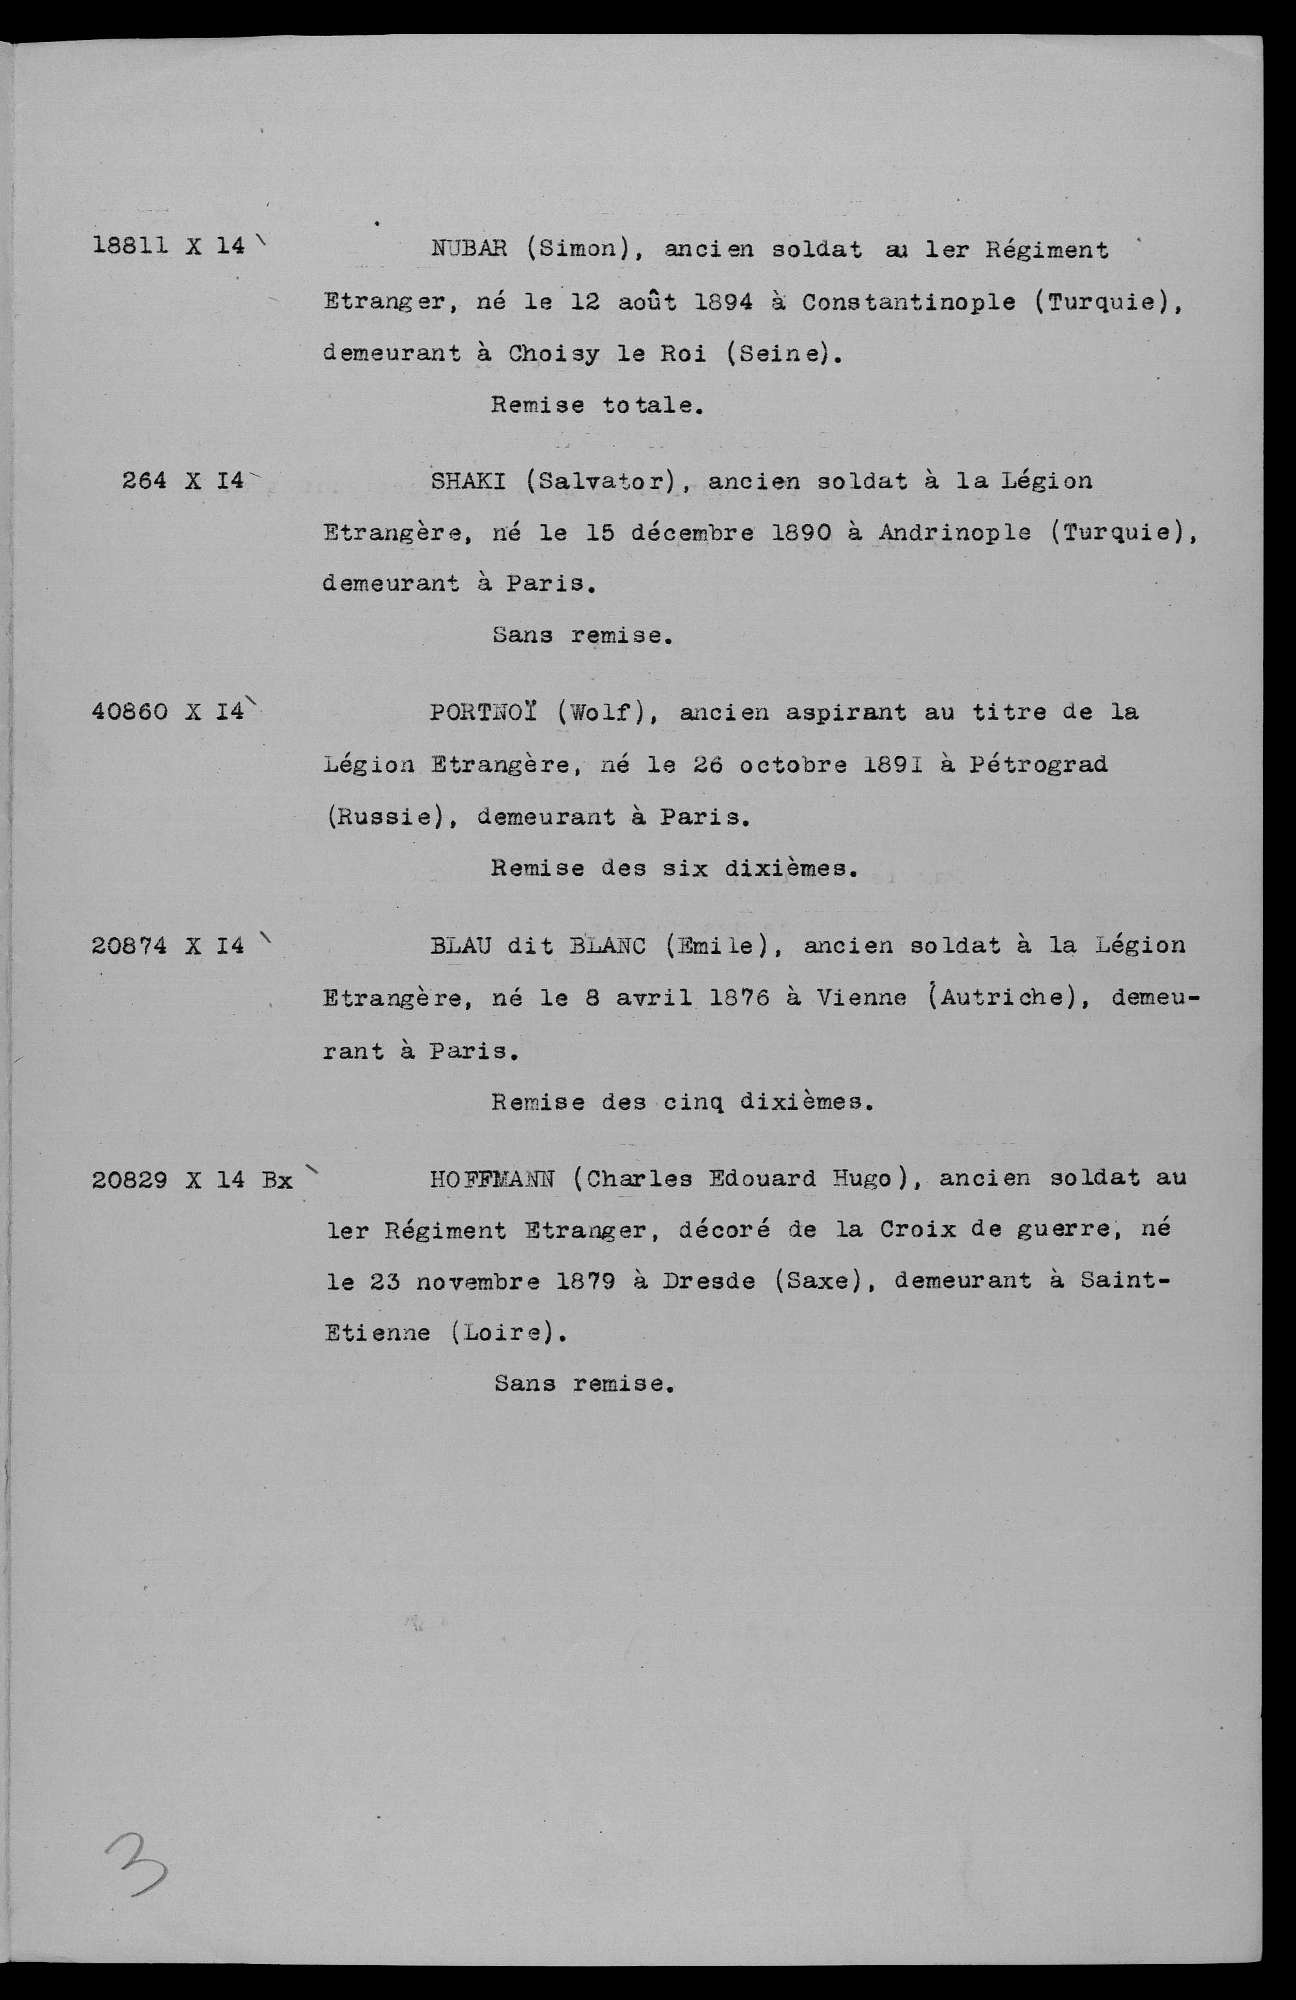 18811 X 14 NUBAR (Simon), ancien soldat au 1er Régiment
Etranger, né le 12 août 1894 à Constantinople (Turquie),
demeurant à Choisy le Roi (Seine).
Remise totale.
264 X I4 SHAKI (Salvator), ancien soldat à la Légion
Etrangère, né le 15 décembre 1890 à Andrinople (Turquie),
demeurant à Paris.
Sans remise.
40860 X I4 PORTNOÏ (Wolf), ancien aspirant au titre de la
Légion Etrangère, né le 26 octobre 189I à Pétrograd
(Russie), demeurant à Paris.
Remise des six dixièmes.
20874 X I4 BLAU dit BLANC (Emile), ancien soldat à la Légion
Etrangère, né le 8 avril 1876 à Vienne (Autriche), demeu-
rant à Paris.
Remise des cinq dixièmes.
20829 X 14 Bx HOFFMANN (Charles Edouard Hugo), ancien soldat au
1er Régiment Etranger, décoré de la Croix de guerre, né
le 23 novembre 1879 à Dresde (Saxe), demeurant à Saint-
Etienne (Loire).
Sans remise.
3